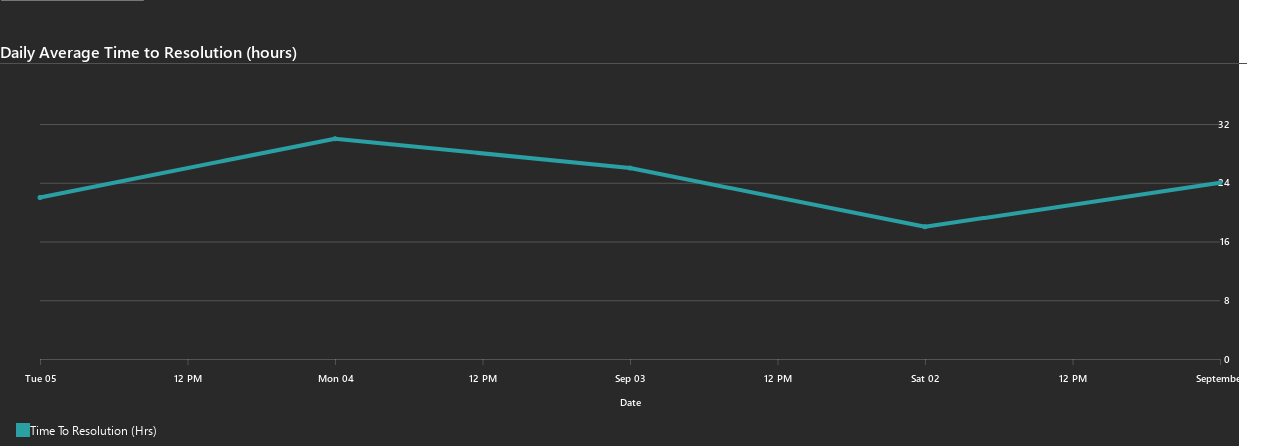 Daily Average Time to Resolution (hours)
32
24
16
8
0
Tue 05 12 PM Mon 04 12 PM Sep 03 12 PM Sat 02 12 PM Septembe
Date
Time To Resolution (Hrs)